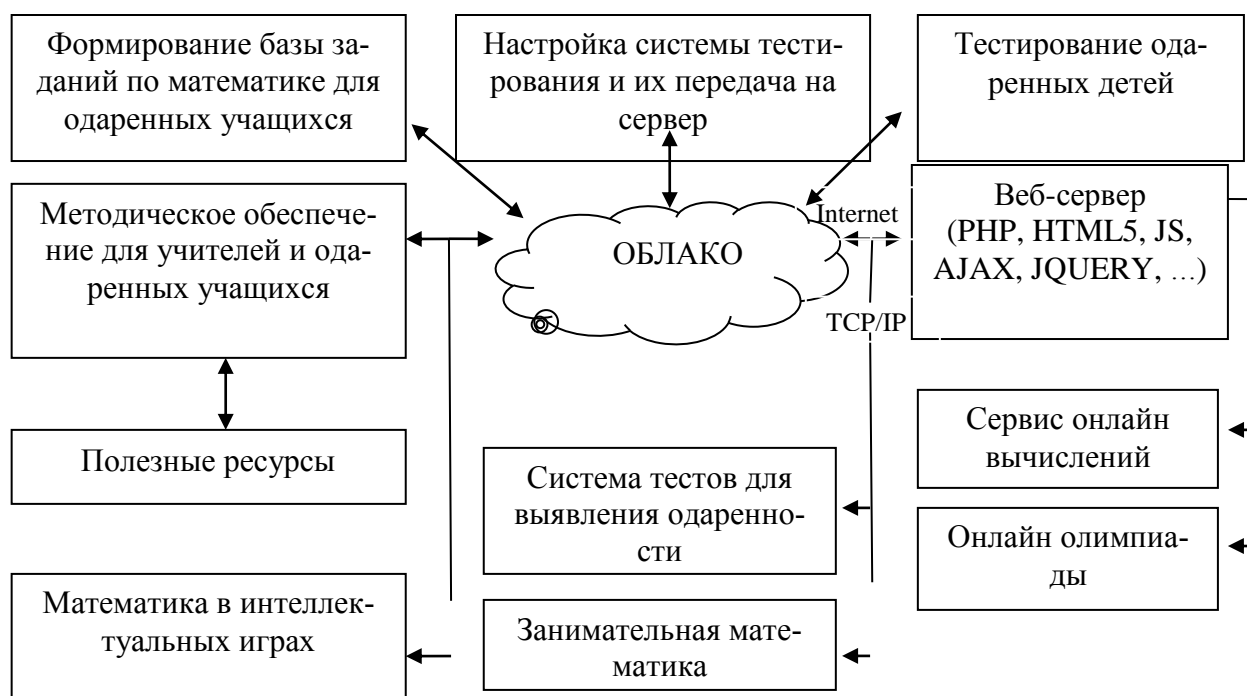 Формирование базы за-
даний по математике для
одаренных учащихся
Настройка системы тести-
рования и их передача на
сервер
Тестирование ода-
ренных детей
Методическое обеспече-
ние для учителей и ода-
ренных учащихся
ОБЛАКО
Internet
TCP/IP
Веб-сервер
(PHP, HTML5, JS,
AJAX, JQUERY, …)
Полезные ресурсы
Система тестов для
выявления одаренно-
сти
Сервис онлайн
вычислений
Онлайн олимпиа-
ды
Математика в интеллек-
туальных играх
Занимательная мате-
матика